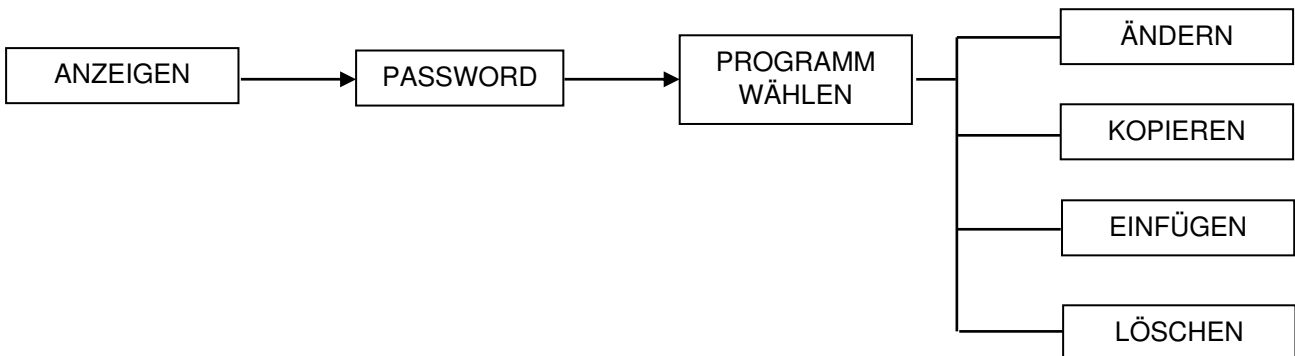 ANZEIGEN
PASSWORD
PROGRAMM
WÄHLEN
ÄNDERN
KOPIEREN
EINFÜGEN
LÖSCHEN